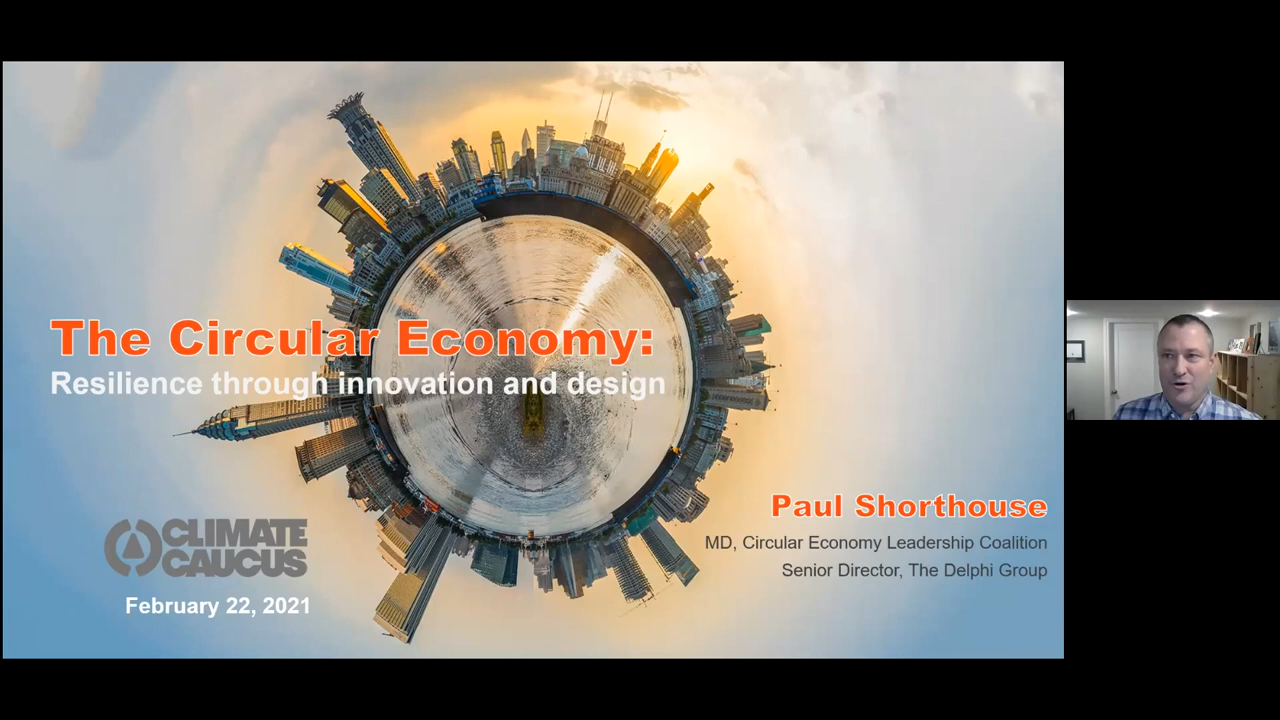 The Circular Economy:
Resilience through innovation and design
Paul Shorthouse
MD, Circular Economy Leadership Coalition
Senior Director, The Delphi Group
CLIMATE
CAUCUS
February 22, 2021